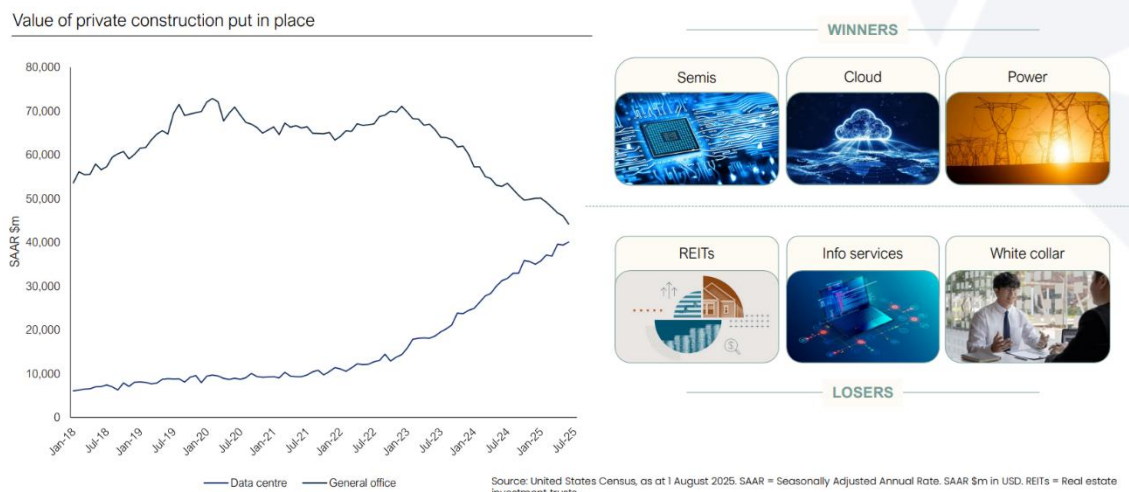 Value of private construction put in place
SAAR $m
80,000
70,000
60,000
50,000
40,000
30,000
20,000
10,000
0
Jan-18
Jul-18
Jan-19
Jul-19
Jan-20
Jul-20
Jan-21
Jul-21
Jan-22
Jul-22
Jan-23
Jul-23
Jan-24
Jul-24
Jan-25
Jul-25
Data centre
General office
WINNERS
Semis
Cloud
Power
REITs
Info services
White collar
LOSERS
Source: United States Census, as at 1 August 2025. SAAR = Seasonally Adjusted Annual Rate. SAAR $m in USD. REITs = Real estate
investment trusts